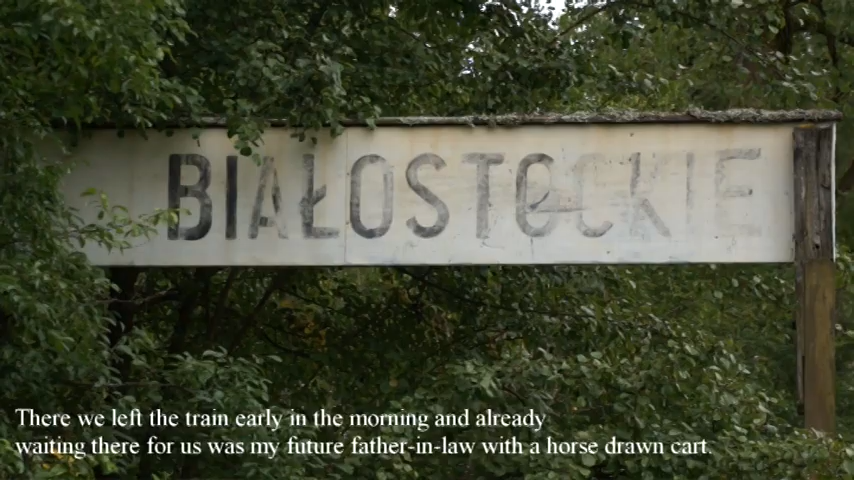 BIAŁOSTOCKIE
There we left the train early in the morning and already
waiting there for us was my future father-in-law with a horse drawn cart.